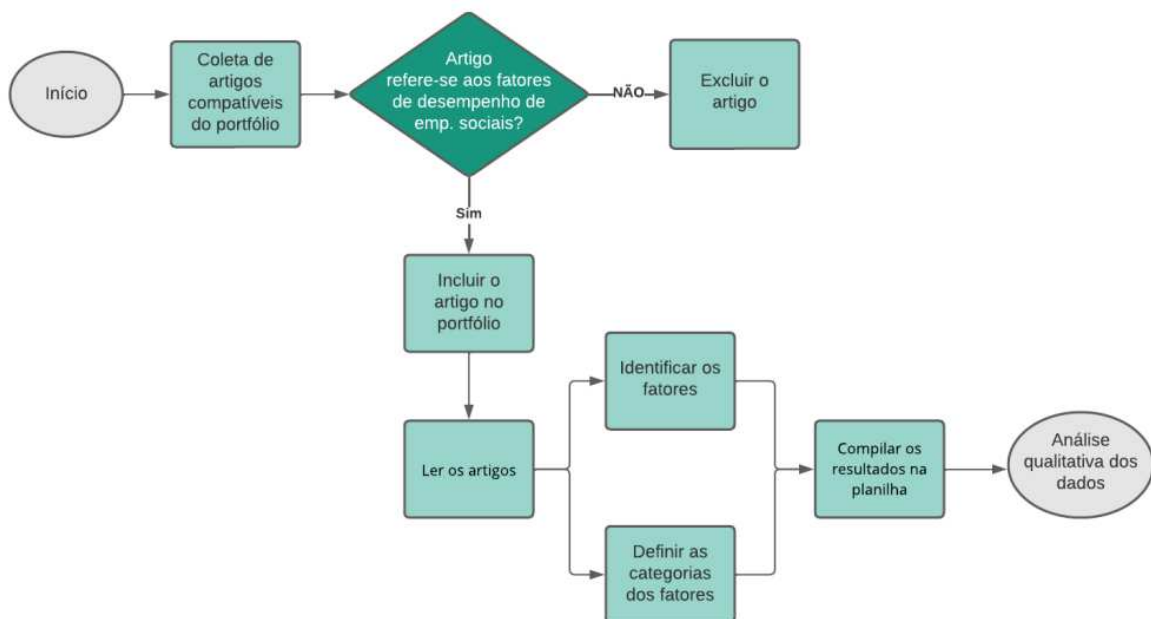 Início
Coleta de
artigos
compatíveis
do portfólio
Artigo
refere-se aos fatores
de desempenho de
emp. sociais?
NÃO
Excluir o
artigo
Sim
Incluir o
artigo no
portfólio
Ler os artigos
Identificar os
fatores
Definir as
categorias
dos fatores
Compilar os
resultados na
planilha
Análise
qualitativa dos
dados